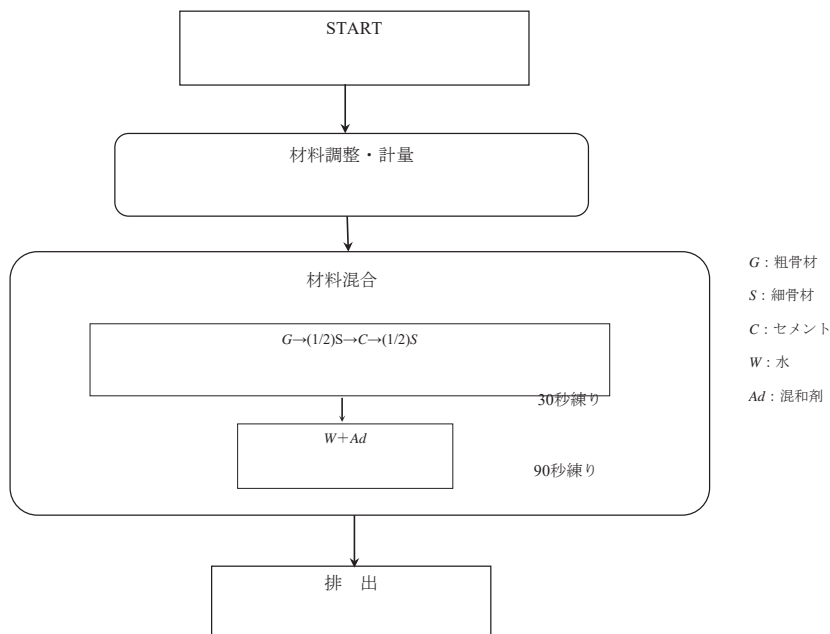 START
材料調整・計量
材料混合
G→(1/2)S→C→(1/2)S
30秒練り
W+Ad
90秒練り
排 出
G:粗骨材
S:細骨材
C:セメント
W:水
Ad:混和剤